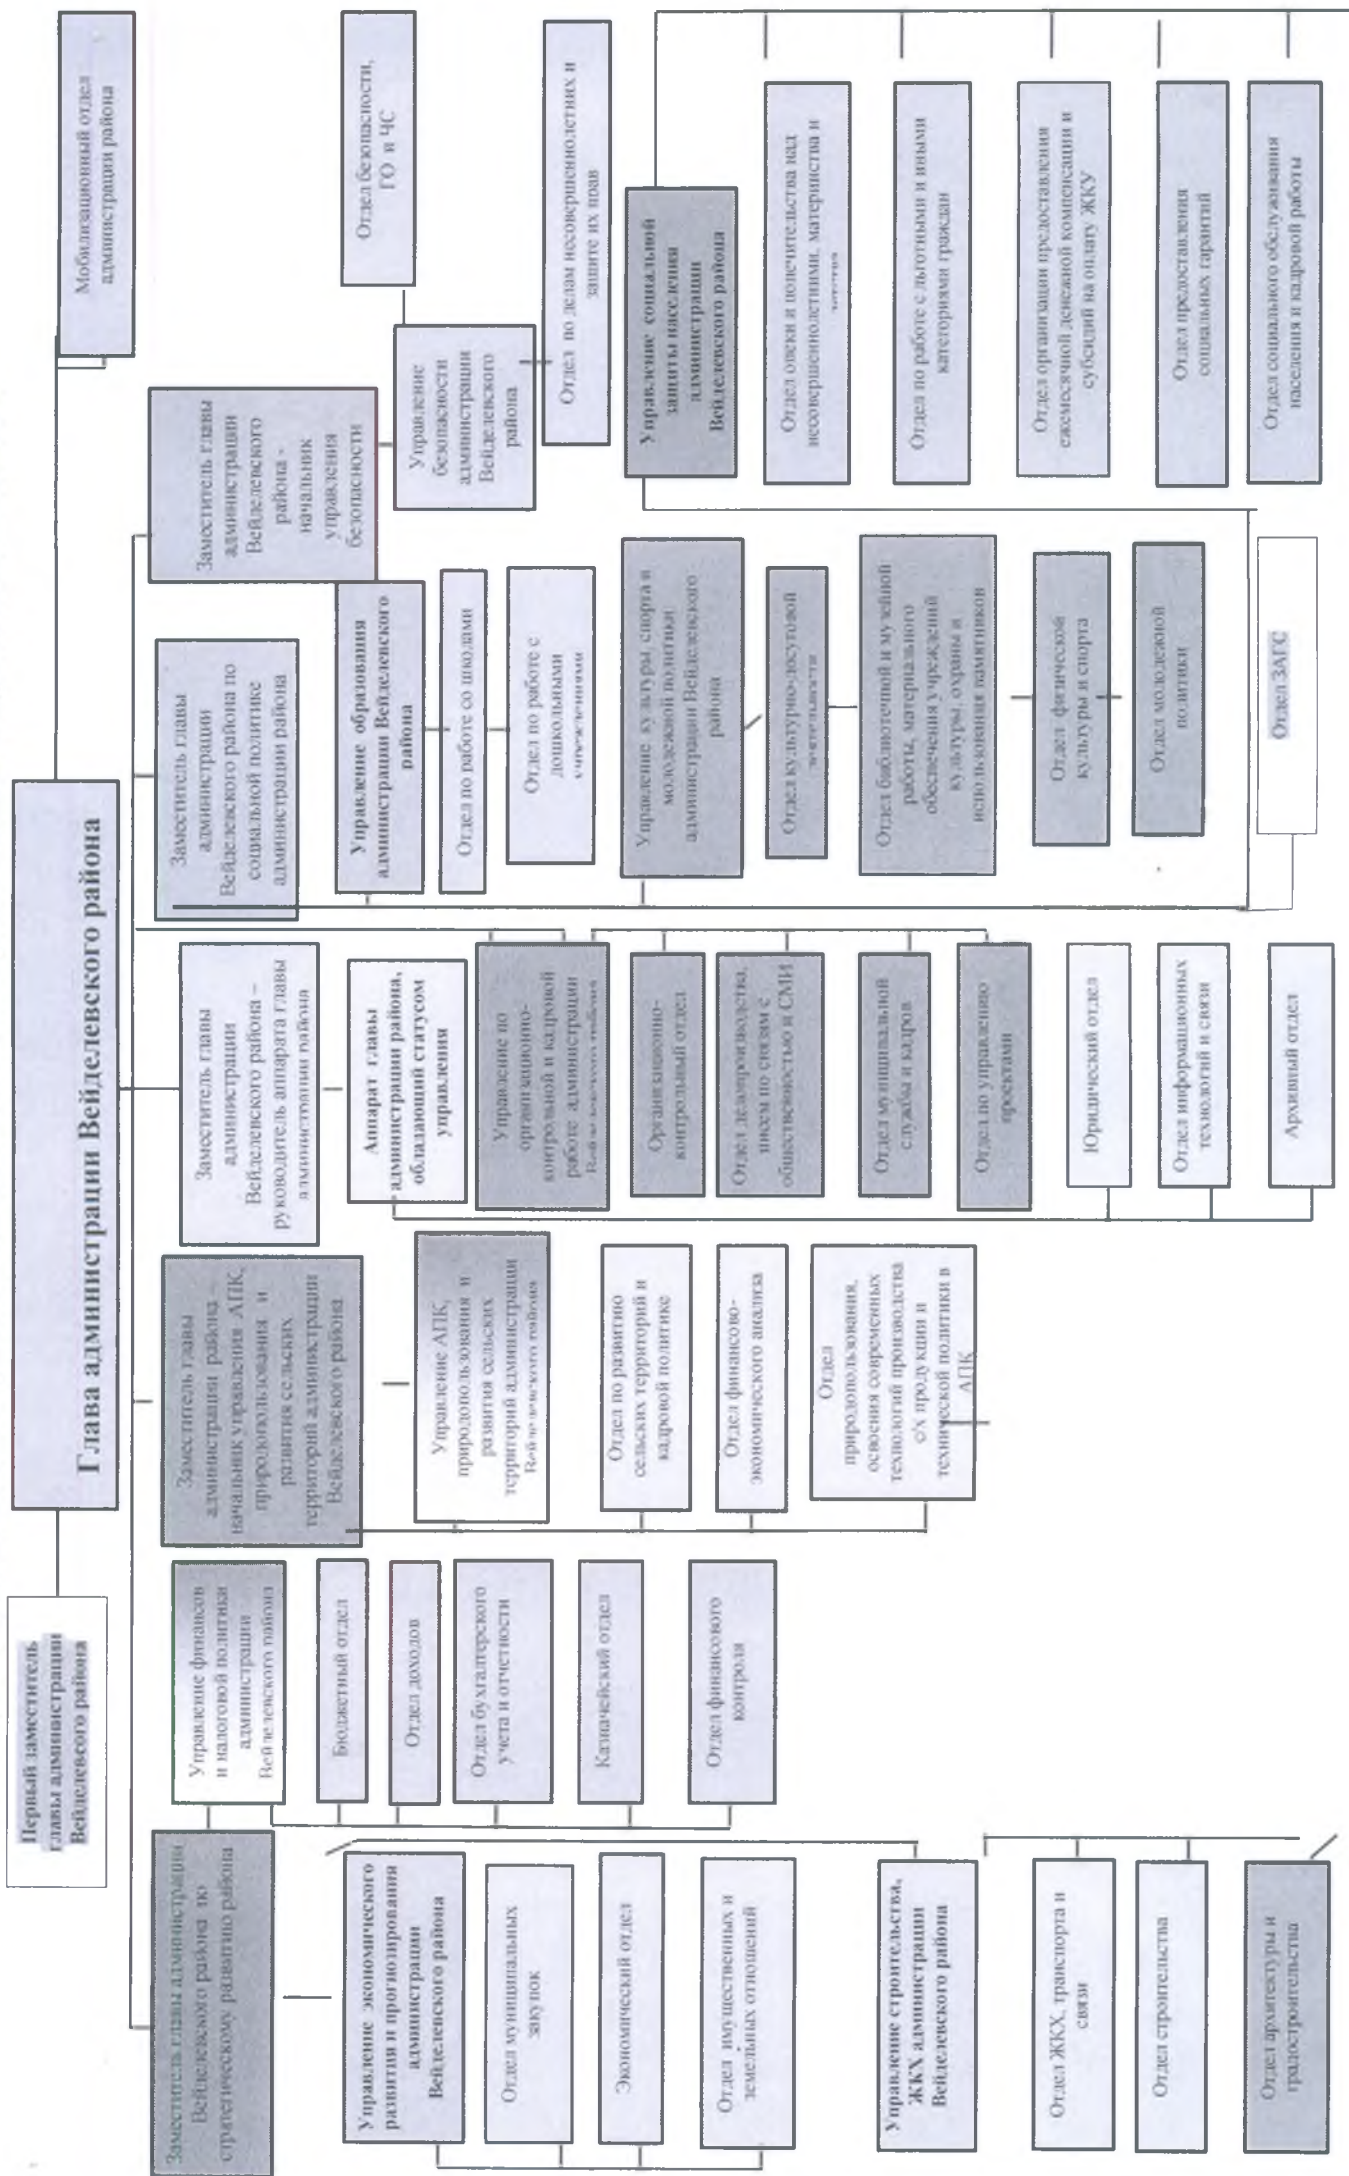 Глава администрации Вейделевского района
Первый заместитель
главы администрации
Вейделевсого района
Мобилизационный отдел
администрации района
Заместитель главы администрации
Вейделевского района по
стратегическому развитию района
Управление экономического
развития и прогнозирования
администрации
Вейделевского района
Отдел муниципальных
закупок
Экономический отдел
Отдел имущественных и
земельных отношений
Управление строительства,
ЖКХ администрации
Вейделевского района
Отдел ЖКХ, транспорта и
связи
Отдел строительства
Отдел архитектуры и
градостроительства
Управление финансов
и налоговой политики
администрации
Вейделевского района
Бюджетный отдел
Отдел доходов
Отдел бухгалтерского
учета и отчетности
Казначейский отдел
Отдел финансового
контроля
Заместитель главы
администрации района –
начальник управления АПК,
природопользования и
развития сельских
территорий администрации
Вейделевского района
Управление АПК,
природопользования и
развития сельских
территорий администрации
Вейделевского района
Отдел по развитию
сельских территорий и
кадровой политике
Отдел финансово-
экономического анализа
Отдел
природопользования,
освоения современных
технологий производства
с/х продукции и
технической политики в
АПК
Заместитель главы
администрации
Вейделевского района –
руководитель аппарата главы
администрации района
Аппарат главы
администрации района,
обладающий статусом
управления
Управление по
организационно-
контрольной и кадровой
работе администрации
Вейделевского района
Организационно-
контрольный отдел
Отдел делопроизводства,
писем по связям с
общественностью и СМИ
Отдел муниципальной
службы и кадров
Отдел по управлению
проектами
Юридический отдел
Отдел информационных
технологий и связи
Архивный отдел
Заместитель главы
администрации
Вейделевского района по
социальной политике
администрации района
Управление образования
администрации Вейделевского
района
Отдел по работе со школами
Отдел по работе с
дошкольными
учреждениями
Управление культуры, спорта и
молодежной политики
администрации Вейделевского
района
Отдел культурно-досуговой
деятельности
Отдел библиотечной и музейной
работы, материального
обеспечения учреждений
культуры, охраны и
использования памятников
Отдел физической
культуры и спорта
Отдел молодежной
политики
Отдел ЗАГС
Заместитель главы
администрации
Вейделевского
района -
начальник
управления
безопасности
Управление
безопасности
администрации
Вейделевского
района
Отдел безопасности,
ГО и ЧС
Отдел по делам несовершеннолетних и
защите их прав
Управление социальной
защиты населения
администрации
Вейделевского района
Отдел опеки и попечительства над
несовершеннолетними, материнства и
детства
Отдел по работе с льготными и иными
категориями граждан
Отдел организации предоставления
ежемесячной денежной компенсации и
субсидий на оплату ЖКУ
Отдел предоставления
социальных гарантий
Отдел социального обслуживания
населения и кадровой работы